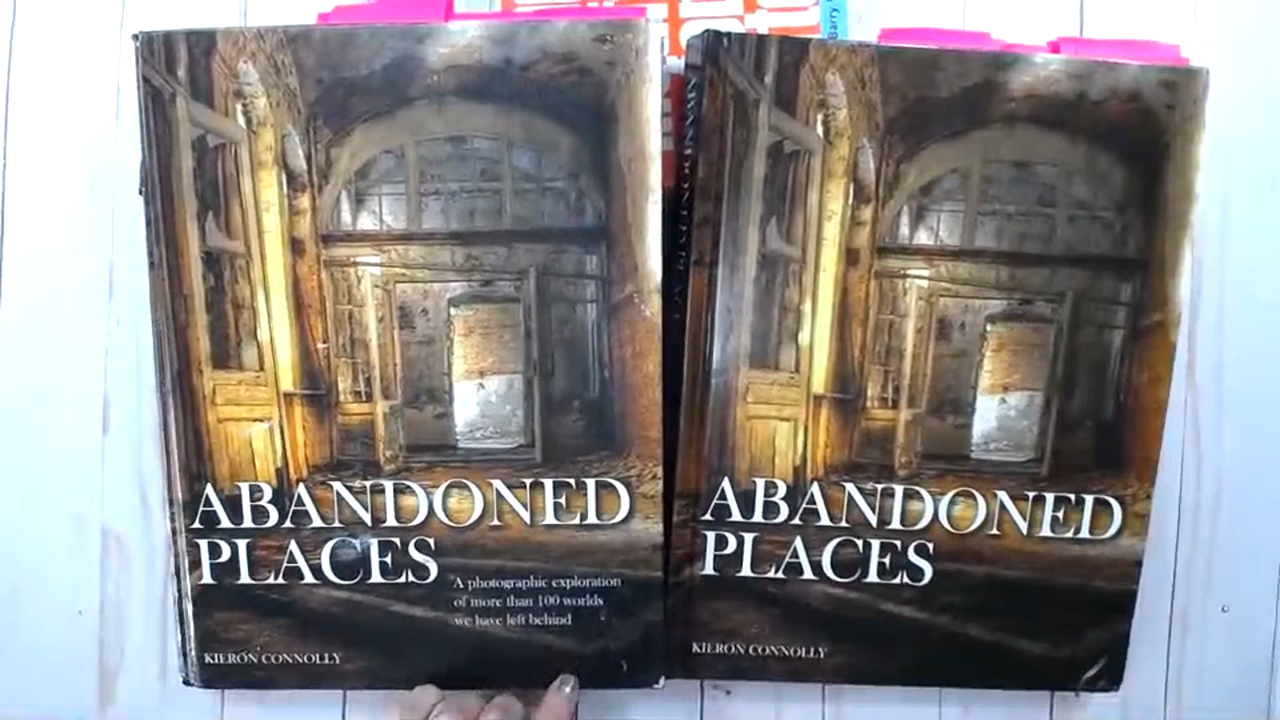 ABANDONED
PLACES
A photographic exploration
of more than 100 worlds
we have left behind
KIERON CONNOLLY
ABANDONED
PLACES
KIERON CONNOLLY
Barry